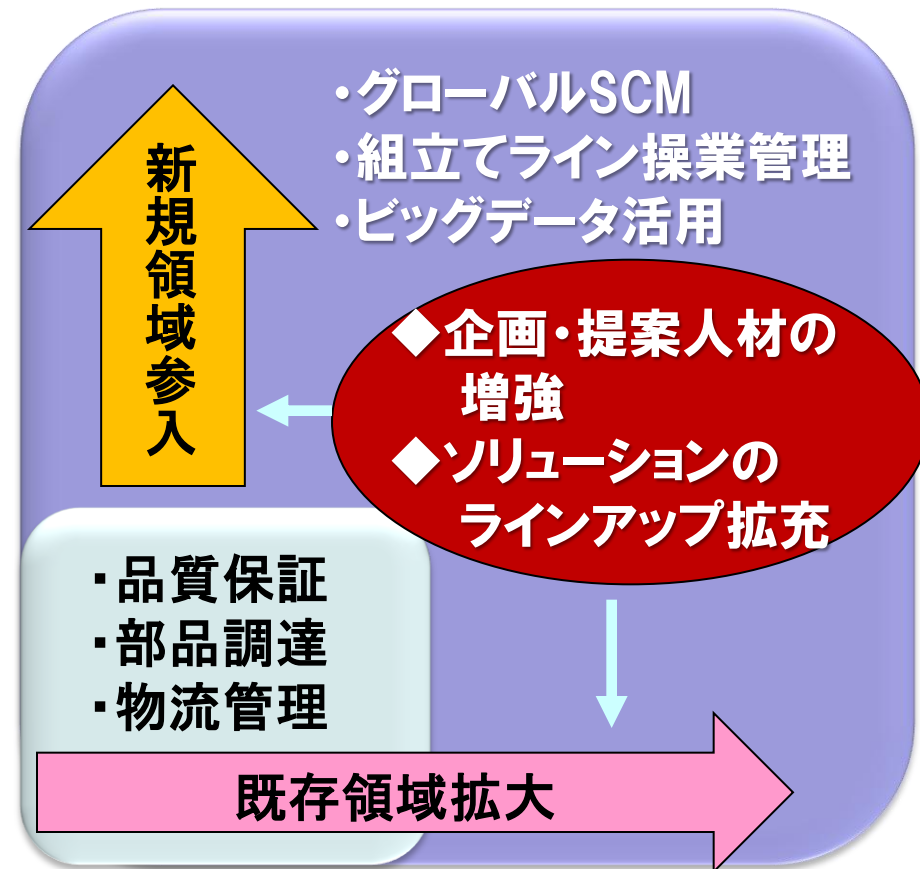 ・グローバルSCM
・組立てライン操業管理
・ビッグデータ活用
新規領域参入
◆企画・提案人材の
増強
◆ソリューションの
ラインアップ拡充
・品質保証
・部品調達
・物流管理
既存領域拡大